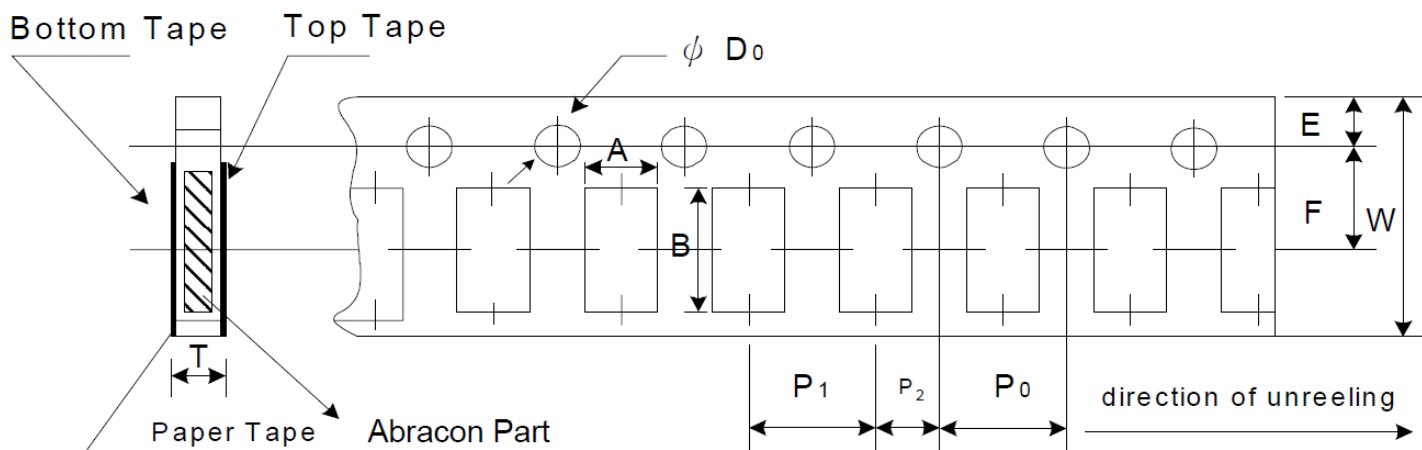 Bottom Tape
Top Tape
ϕ D₀
E
A
F
W
B
T
P₁
P₂
P₀
direction of unreeling
Paper Tape
Abracon Part